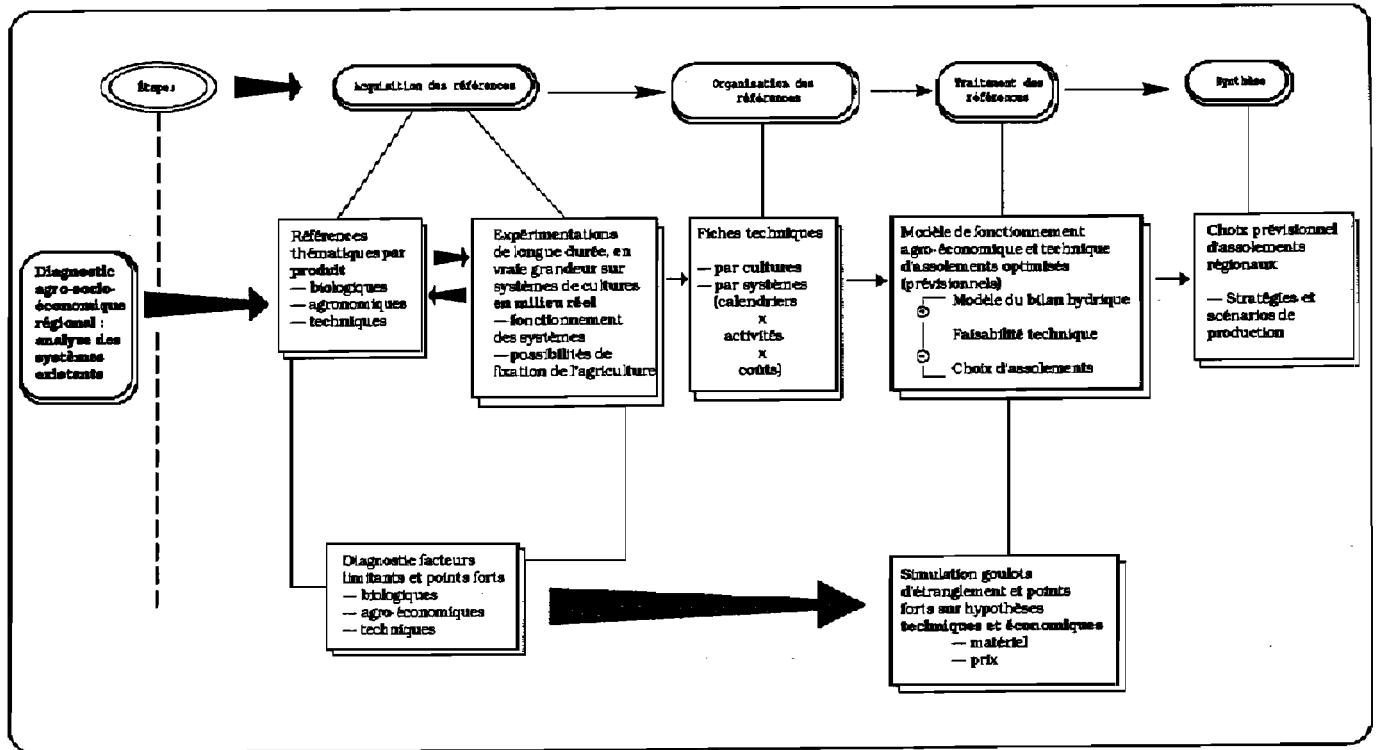 Étapes
Acquisition des références
Organisation des
références
Traitement des
références
Synthèse
Diagnostic
agro-socio-
économique
régional :
analyse des
systèmes
existants
Références
thématiques par
produit
— biologiques
— agronomiques
— techniques
Expérimentations
de longue durée, en
vraie grandeur sur
systèmes de cultures
en milieu réel
— fonctionnement
des systèmes
— possibilités de
fixation de l'agriculture
Fiches techniques
— par cultures
— par systèmes
(calendriers
x
activités
x
coûts)
Modèle de fonctionnement
agro-économique et technique
d'assolements optimisés
(prévisionnels)
Modèle du bilan hydrique
+
Faisabilité technique
Choix d'assolements
Choix prévisionnel
d'assolements
régionaux
— Stratégies et
scénarios de
production
Diagnostic facteurs
limitants et points forts
— biologiques
— agro-économiques
— techniques
Simulation goulots
d'étranglement et points
forts sur hypothèses
techniques et économiques
— matériel
— prix